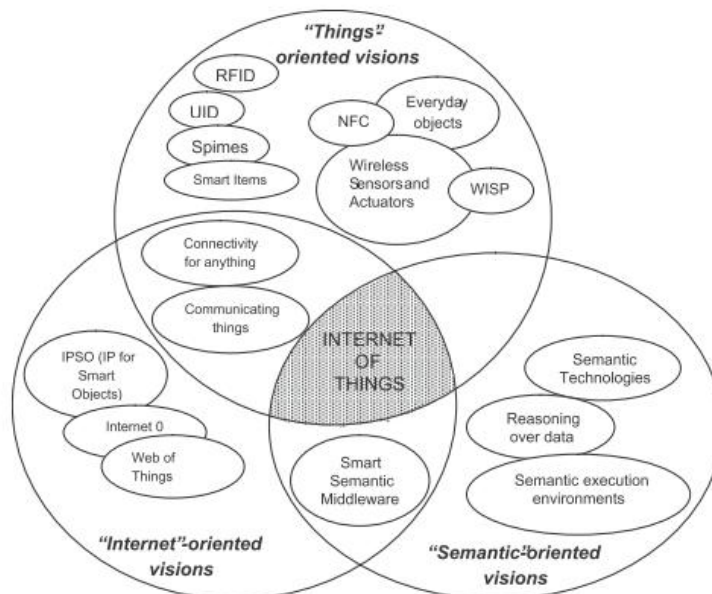 “Things”-
oriented visions
RFID
UID
Spimes
Smart Items
NFC
Everyday
objects
Wireless
Sensors and
Actuators
WISP
Connectivity
for anything
Communicating
things
INTERNET
OF
THINGS
IPSO (IP for
Smart
Objects)
Internet 0
Web of
Things
Semantic
Technologies
Reasoning
over data
Semantic execution
environments
Smart
Semantic
Middleware
“Internet”-oriented
visions
“Semantic”-oriented
visions